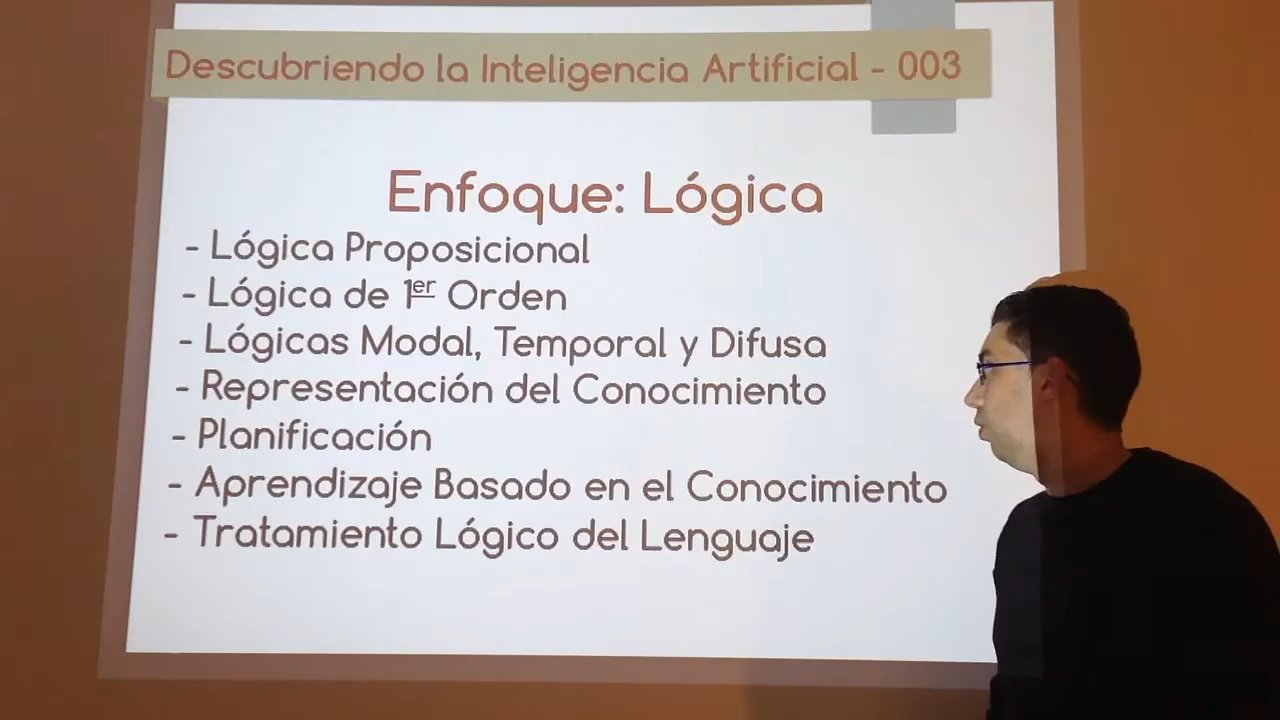 Descubriendo la Inteligencia Artificial - 003
Enfoque: Lógica
- Lógica Proposicional
- Lógica de 1er Orden
- Lógicas Modal, Temporal y Difusa
- Representación del Conocimiento
- Planificación
- Aprendizaje Basado en el Conocimiento
- Tratamiento Lógico del Lenguaje